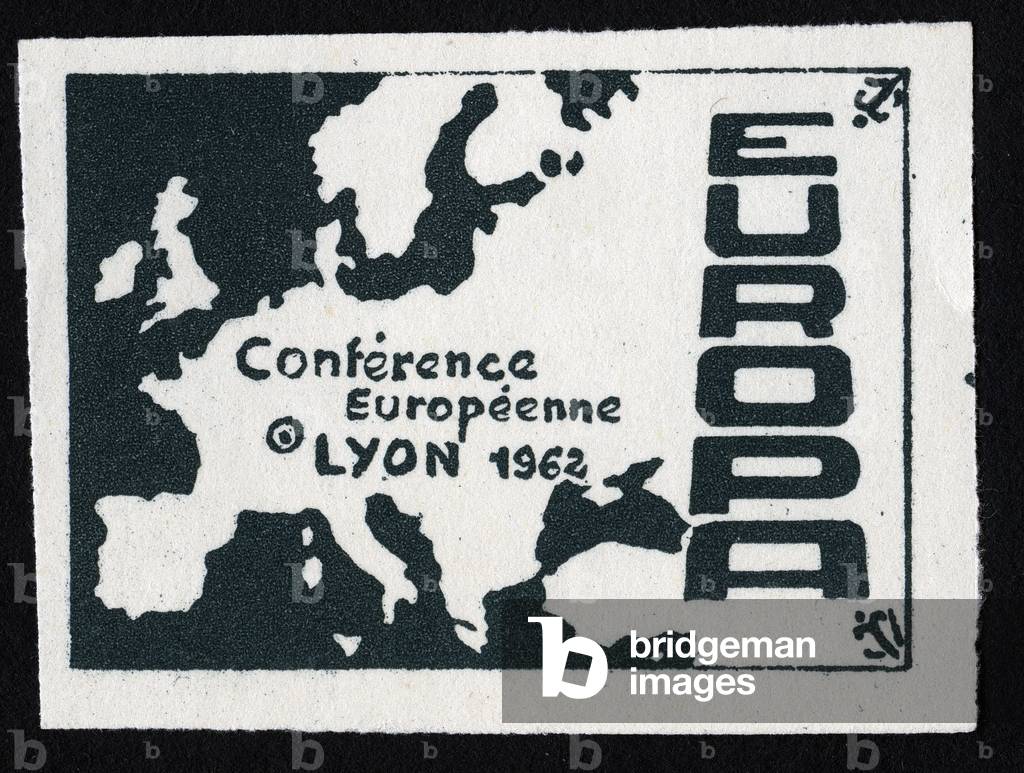 Conférence
Européenne
LYON 1962
EUROPA
b bridgeman
images